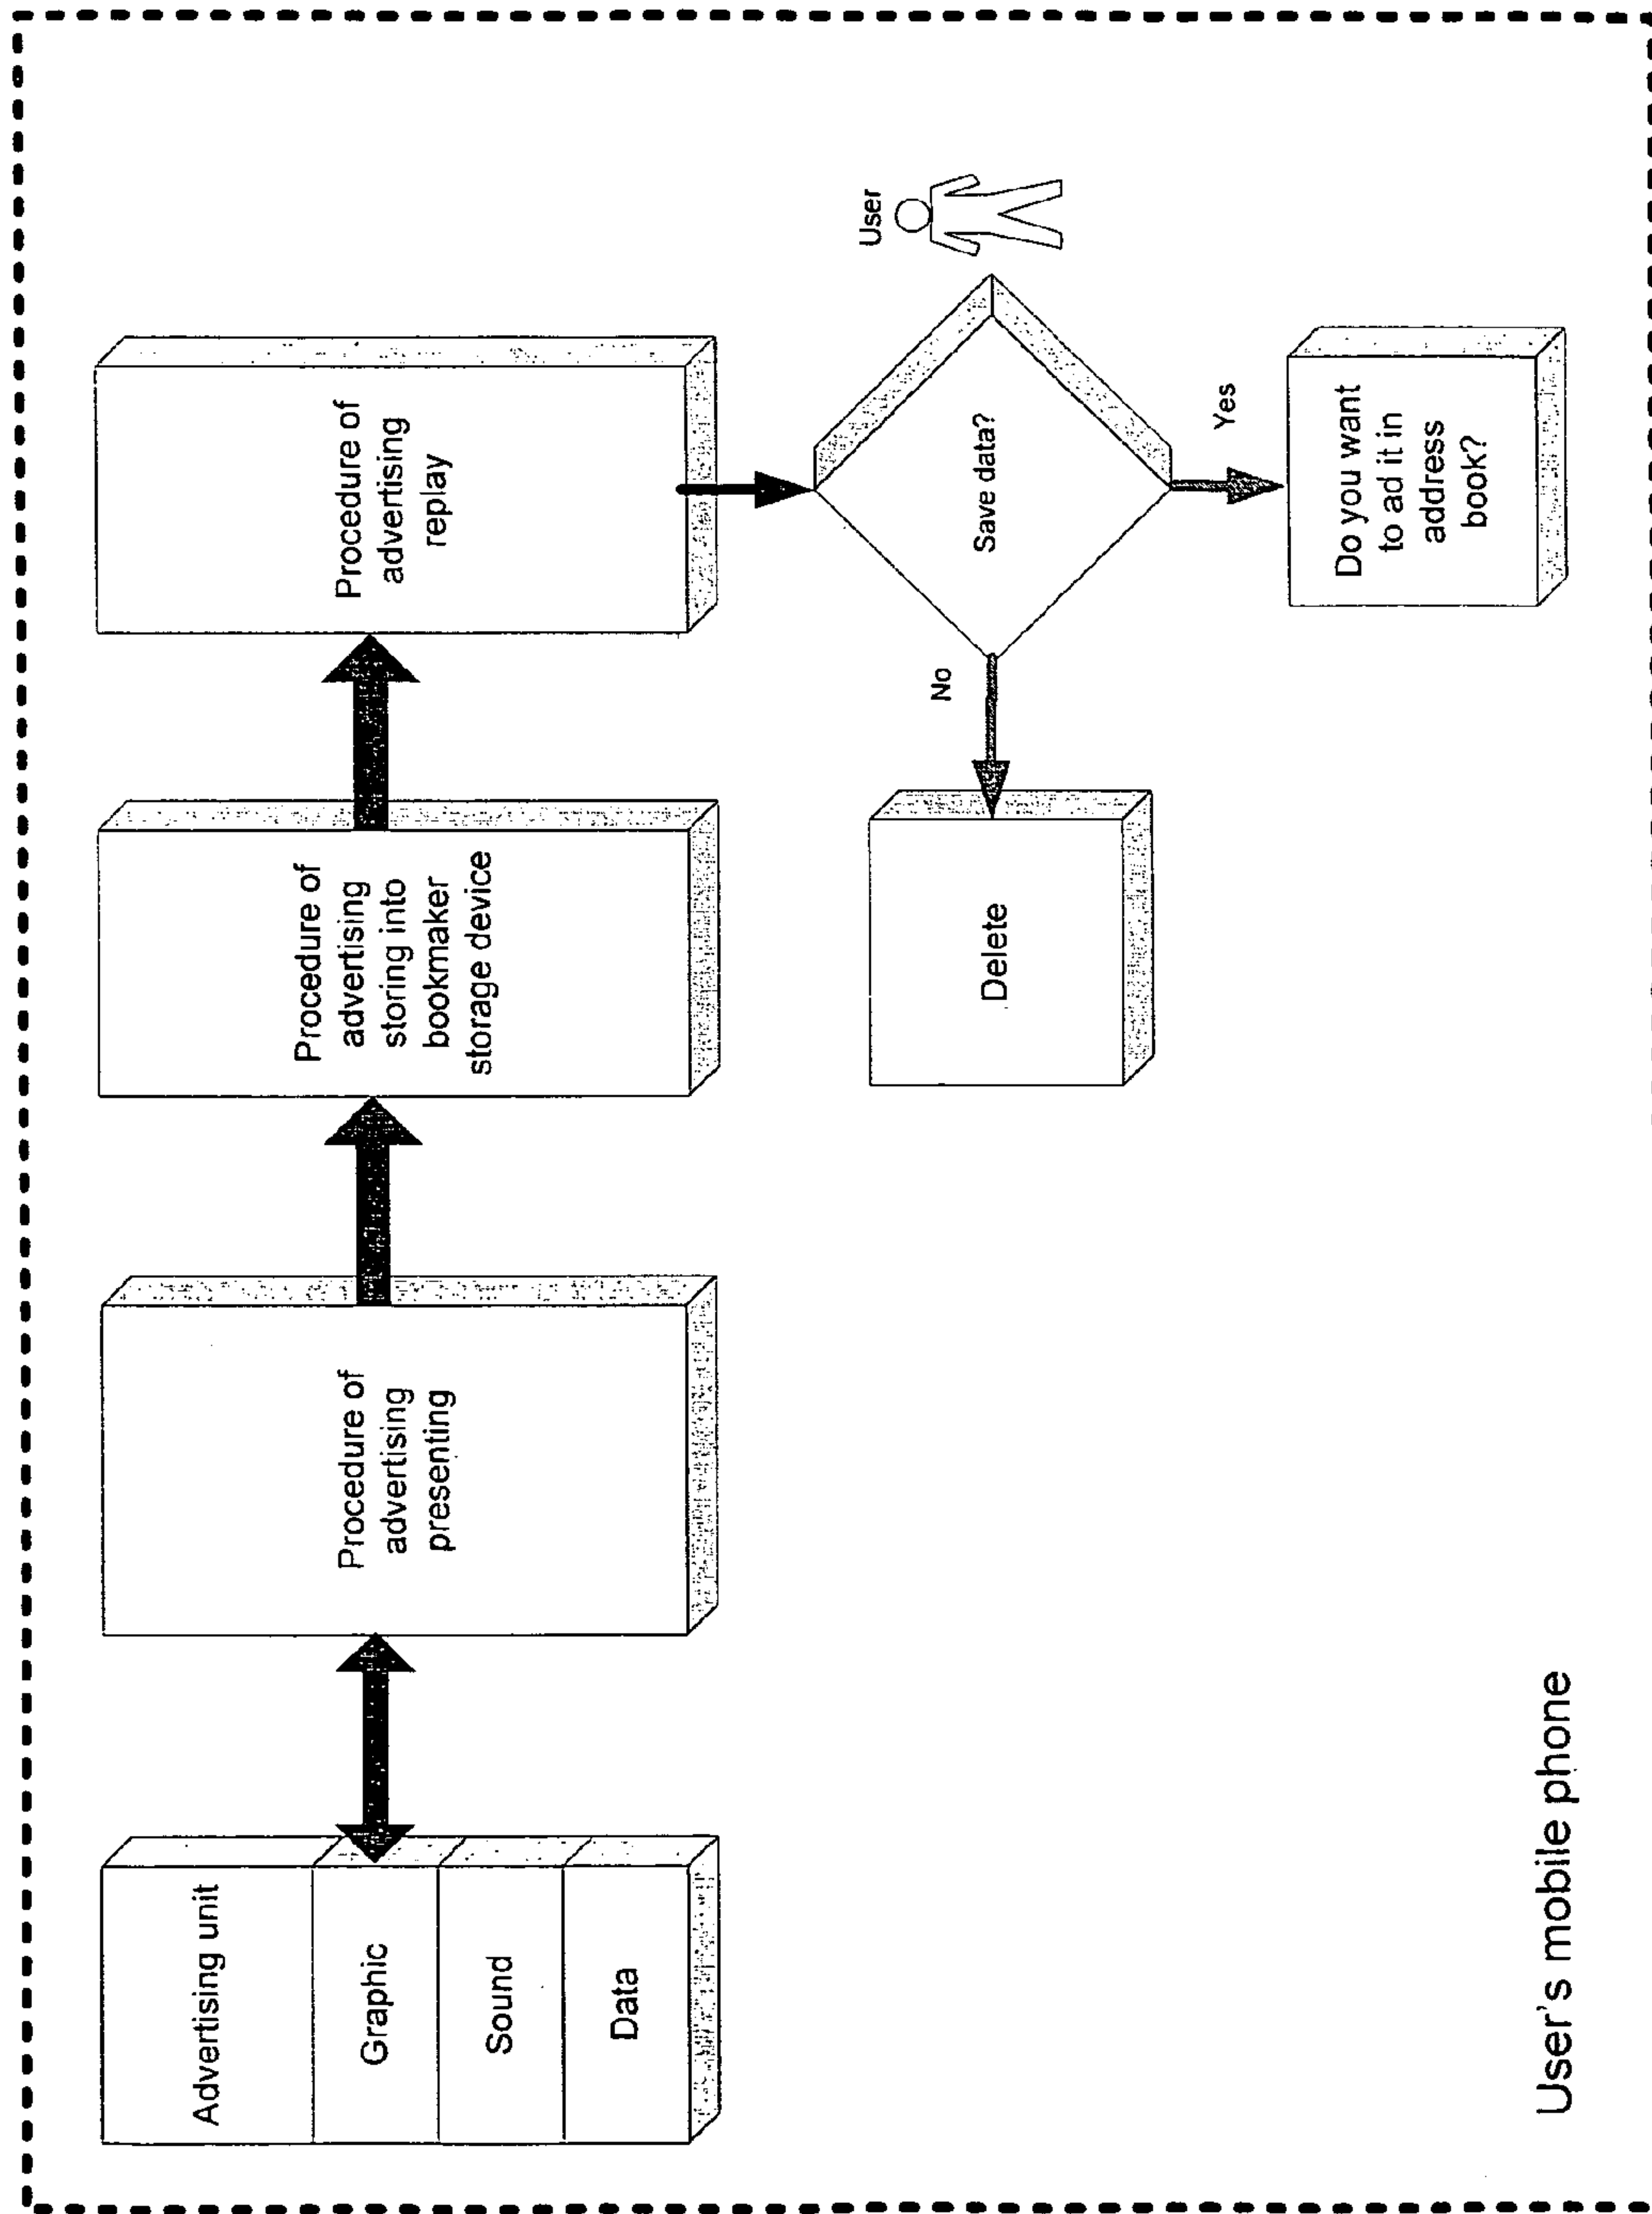 Advertising unit
Graphic
Sound
Data
Procedure of
advertising
presenting
Procedure of
advertising
storing into
bookmaker
storage device
Procedure of
advertising
replay
User
Save data?
No
Yes
Delete
Do you want
to ad it in
address
book?
User's mobile phone